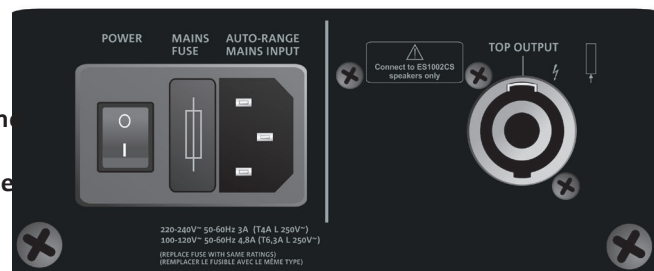 POWER
MAINS
FUSE
AUTO-RANGE
MAINS INPUT
O
I
220-240V~ 50-60Hz 3A (T4A L 250V~)
100-120V~ 50-60Hz 4,8A (T6,3A L 250V~)
(REPLACE FUSE WITH SAME RATINGS)
(REMPLACER LE FUSIBLE AVEC LE MÊME TYPE)
Connect to ES1002CS
speakers only
TOP OUTPUT